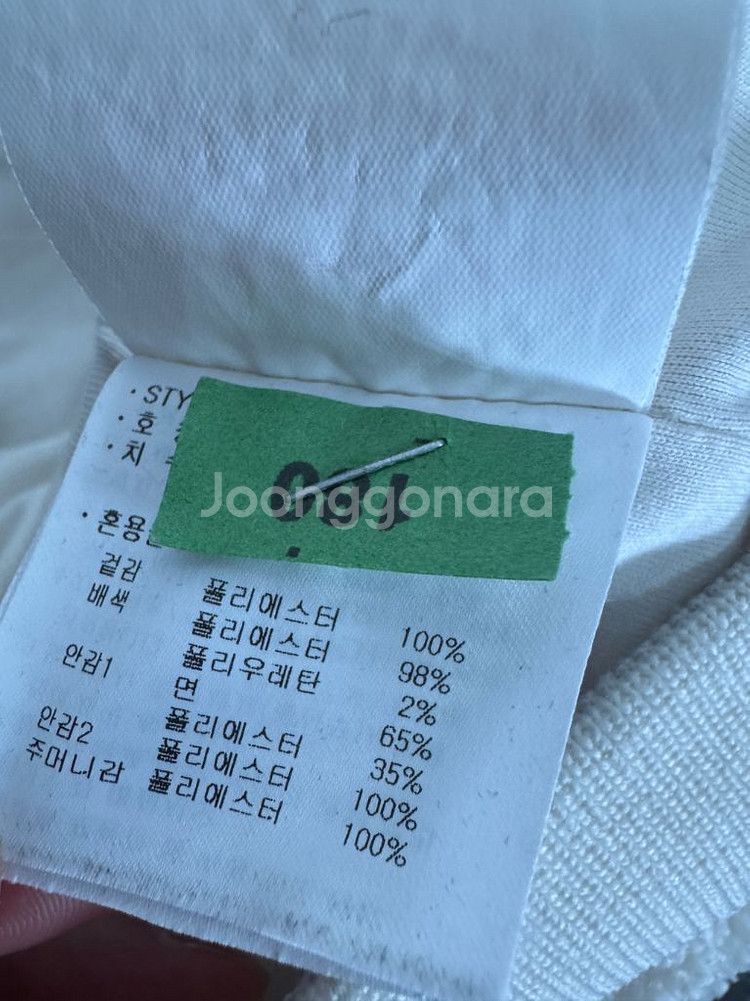 · STY
· 호
· 치
Joonggonara
· 혼용
겉감 폴리에스터 100%
배색 폴리에스터 98%
폴리우레탄 2%
안감1 면 65%
폴리에스터 35%
안감2 폴리에스터 100%
주머니감 폴리에스터 100%